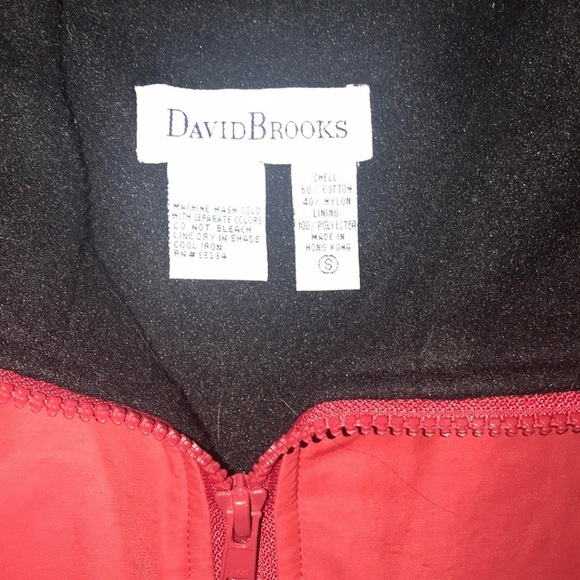 DAVIDBROOKS
MACHINE WASH COLD
WITH SEPARATE COLORS
DO NOT BLEACH
LINE DRY IN SHADE
COOL IRON
RN# 55284
SHELL:
60% COTTON
40% NYLON
LINING
100% POLYESTER
MADE IN
HONG KONG
S